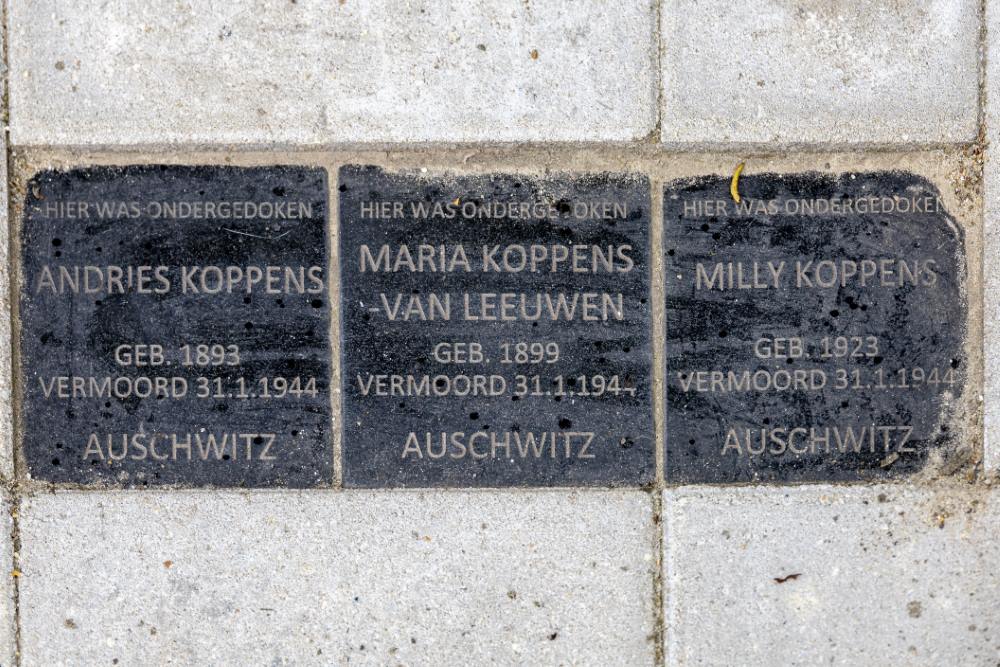 HIER WAS ONDERGEDOKEN
ANDRIES KOPPENS
GEB. 1893
VERMOORD 31.1.1944
AUSCHWITZ
HIER WAS ONDERGEDOKEN
MARIA KOPPENS
-VAN LEEUWEN
GEB. 1899
VERMOORD 31.1.1944
AUSCHWITZ
HIER WAS ONDERGEDOKEN
MILLY KOPPENS
GEB. 1923
VERMOORD 31.1.1944
AUSCHWITZ